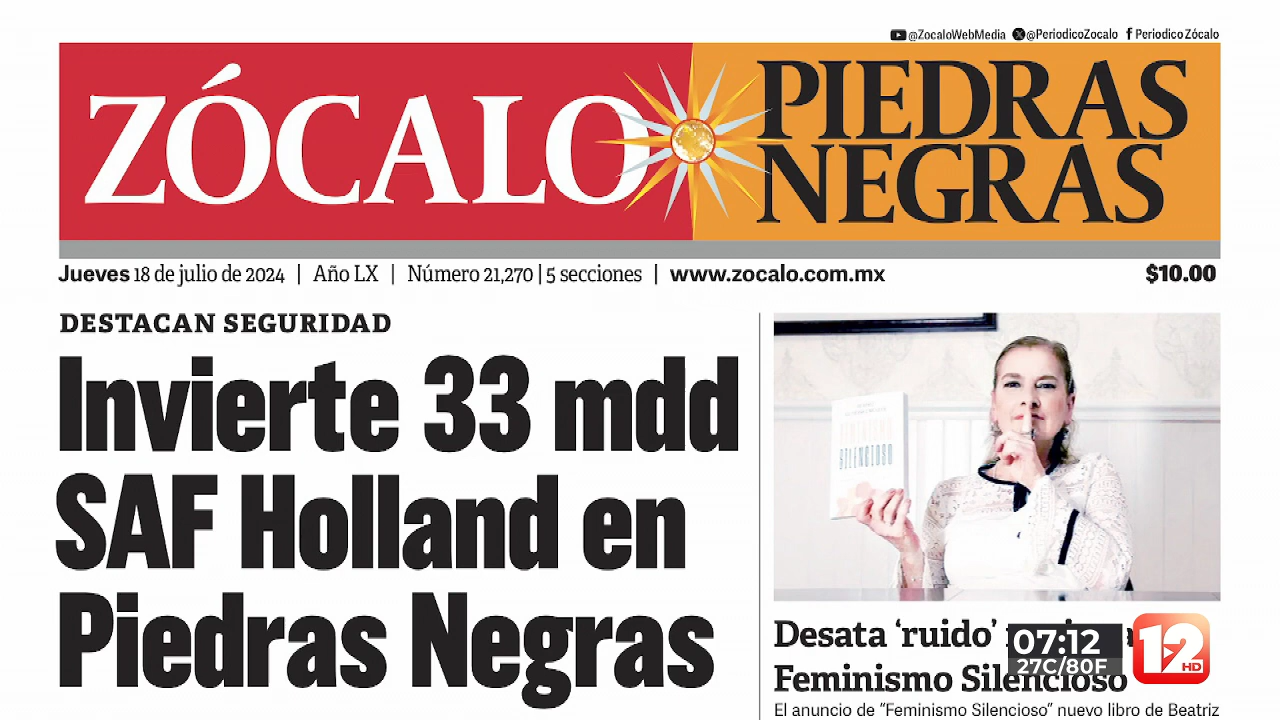 @ZocaloWebMedia @PeriodicoZocalo Periodico Zócalo
ZÓCALO
PIEDRAS
NEGRAS
Jueves 18 de julio de 2024 | Año LX | Número 21,270 | 5 secciones | www.zocalo.com.mx
$10.00
DESTACAN SEGURIDAD
Invierte 33 mdd
SAF Holland en
Piedras Negras
SILENCIOSO
Desata ‘ruido’
Feminismo Silencioso
El anuncio de “Feminismo Silencioso” nuevo libro de Beatriz
07:12
27C/80F
12
HD